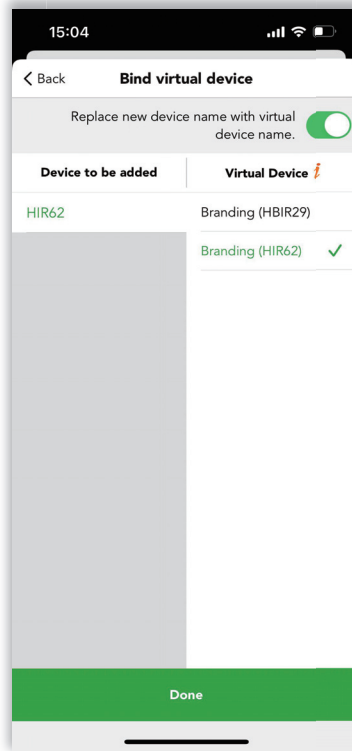 15:04
Back
Bind virtual device
Replace new device name with virtual
device name.
Device to be added
Virtual Device i
HIR62
Branding (HBIR29)
Branding (HIR62)
Done